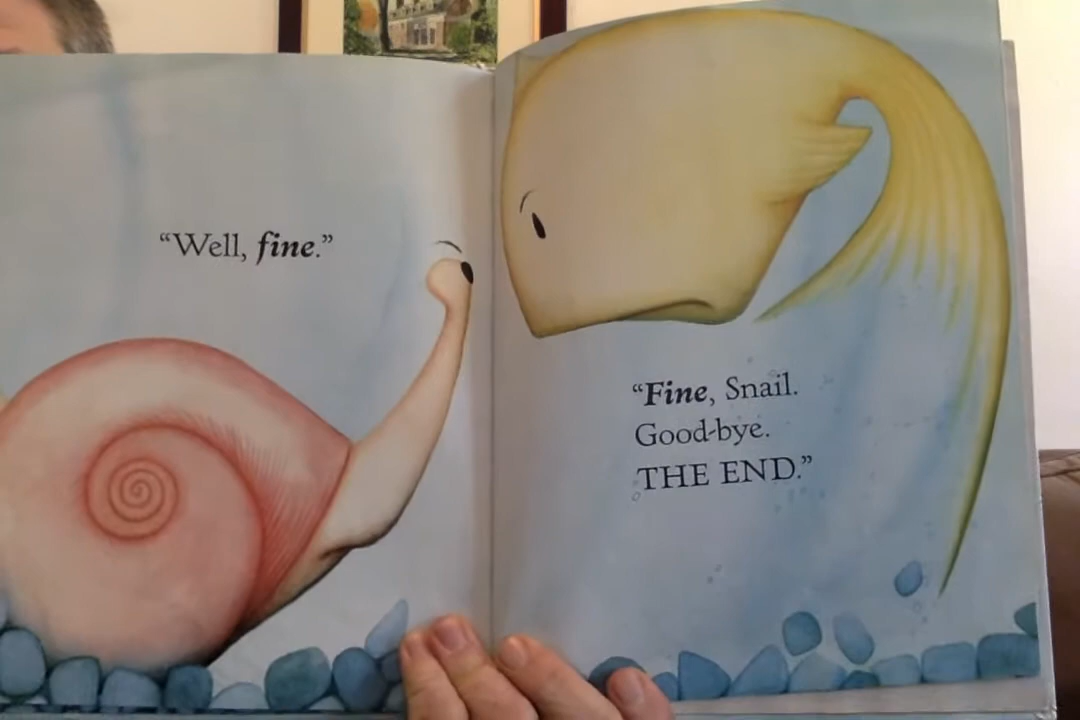 “Well, fine.”
“Fine, Snail.
Good-bye.
THE END.”